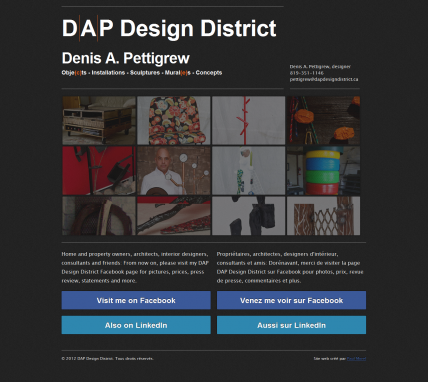 DAP Design District
Denis A. Pettigrew
Obje(c)ts - Installations - Sculptures - Mural(e)s - Concepts
Denis A. Pettigrew, designer
819-351-1146
pettigrew@dapdesigndistrict.ca
Home and property owners, architects, interior designers,
consultants and friends: From now on, please visit my DAP
Design District Facebook page for pictures, prices, press
review, statements and more.
Propriétaires, architectes, designers d'intérieur,
consultants et amis: Dorénavant, merci de visiter la page
DAP Design District sur Facebook pour photos, prix, revue
de presse, commentaires et plus.
Visit me on Facebook
Venez me voir sur Facebook
Also on LinkedIn
Aussi sur LinkedIn
© 2012 DAP Design District. Tous droits réservés.
Site web créé par